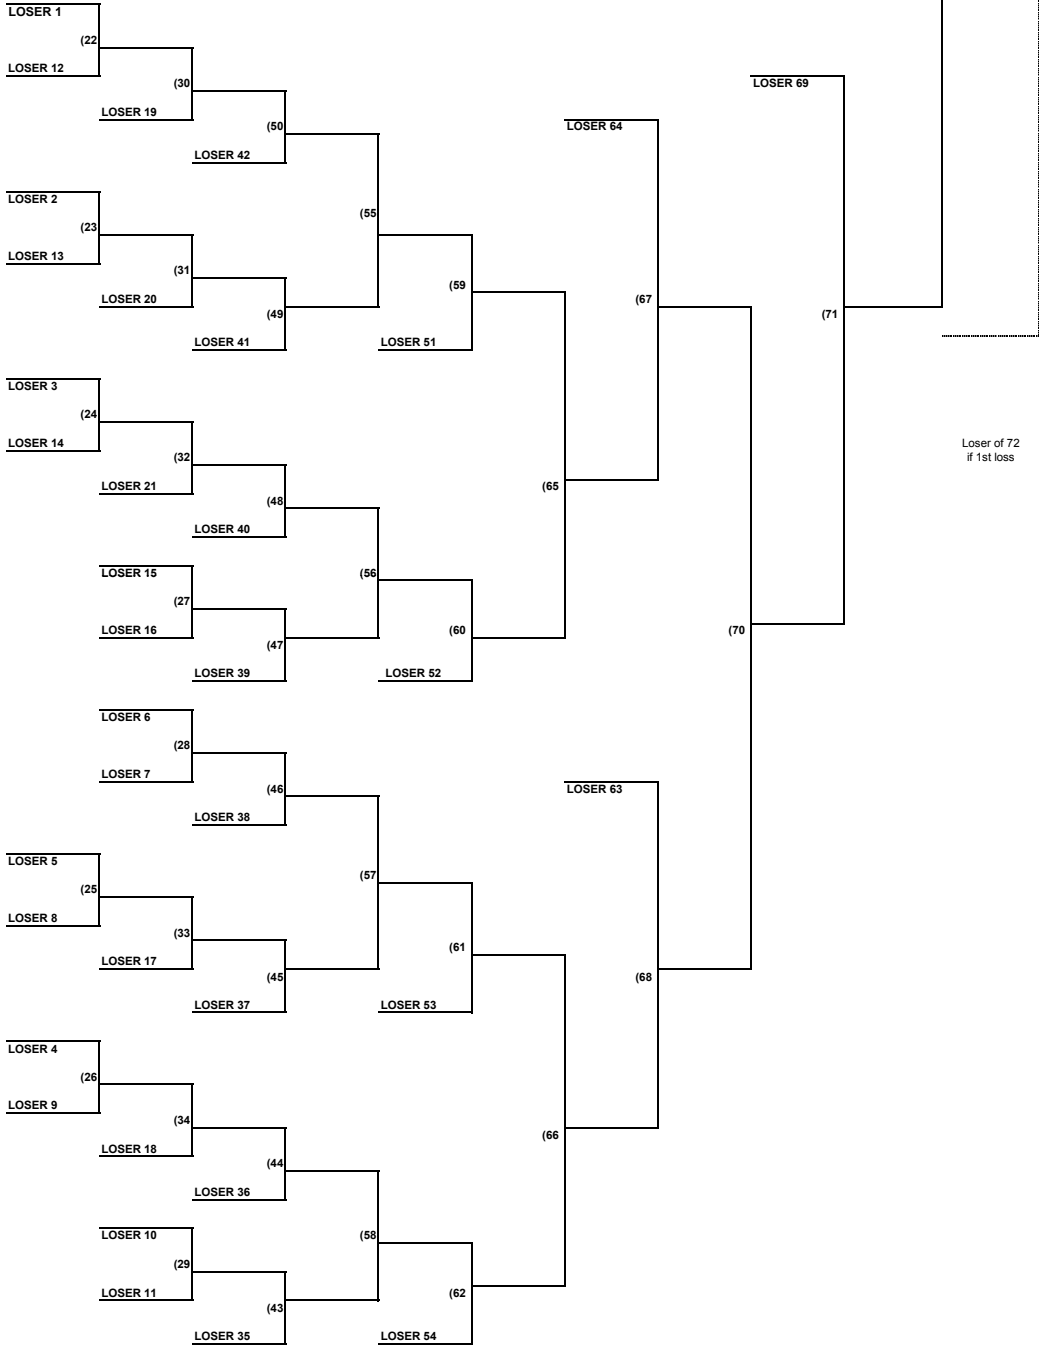 LOSER 1
(22
LOSER 12
(30
LOSER 69
LOSER 19
(50
LOSER 64
LOSER 42
LOSER 2
(55
(23
LOSER 13
(31
(59
LOSER 20
(67
(49
(71
LOSER 41
LOSER 51
LOSER 3
(24
LOSER 14
Loser of 72
if 1st loss
(32
LOSER 21
(65
(48
LOSER 40
LOSER 15
(56
(27
LOSER 16
(60
(70
(47
LOSER 39
LOSER 52
LOSER 6
(28
LOSER 7
(46
LOSER 63
LOSER 38
LOSER 5
(57
(25
LOSER 8
(33
(61
LOSER 17
(45
(68
LOSER 37
LOSER 53
LOSER 4
(26
LOSER 9
(34
(66
LOSER 18
(44
LOSER 36
LOSER 10
(58
(29
LOSER 11
(62
(43
LOSER 35
LOSER 54